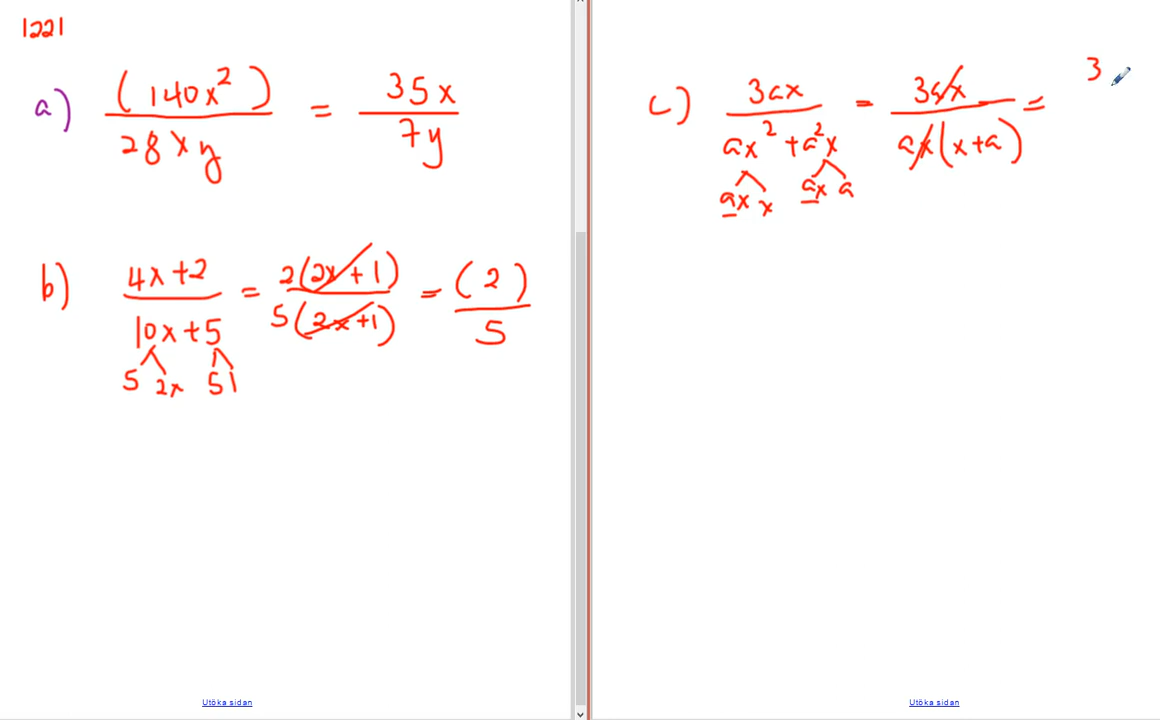 1221
a) (140x²)/28xy = 35x/7y
b) 4x+2/10x+5 = 2(2x+1)/5(2x+1) = (2)/5
5 2x 5 1
c) 3ax/ax²+a²x = 3ax/ax(x+a) = 3
ax x ax a
Utöka sidan
Utöka sidan